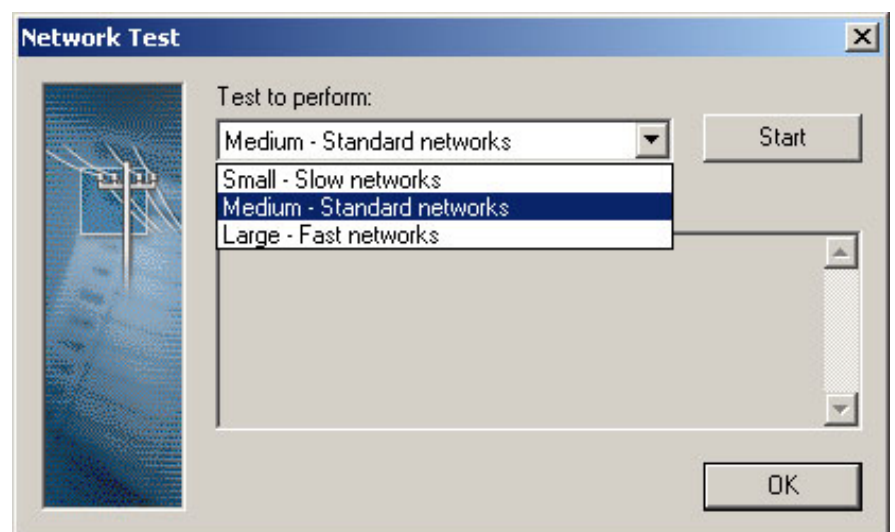 Network Test
Test to perform:
Medium - Standard networks
Start
Small - Slow networks
Medium - Standard networks
Large - Fast networks
OK